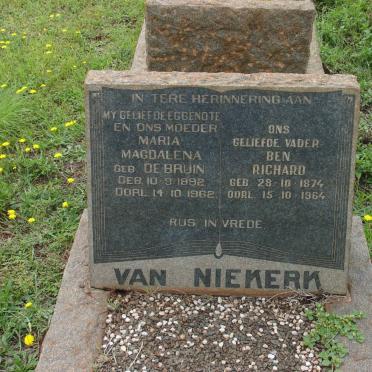 IN TERE HERINNERING AAN
MY GELIEFDE EGGENOTE
EN ONS MOEDER
MARIA
MAGDALENA
GEB. DE BRUIN
GEB. 10·9·1892
OORL. 14·10·1962
ONS
GELIEFDE VADER
BEN
RICHARD
GEB. 28·10·1874
OORL. 15·10·1964
RUS IN VREDE
VAN NIEKERK